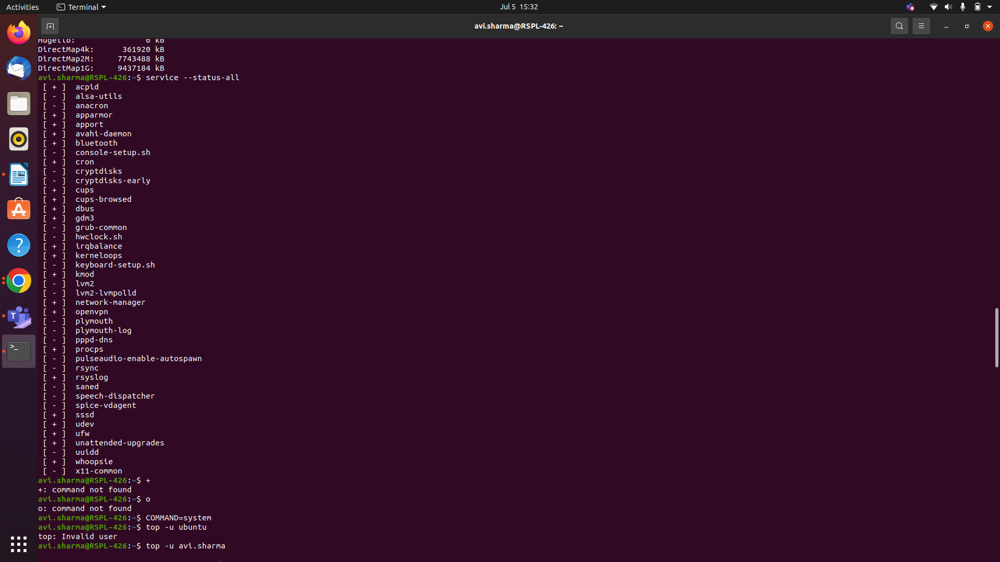 Activities Terminal Jul 5 15:32
avi.sharma@RSPL-426: ~
Hugetlb: 0 kB
DirectMap4k: 361920 kB
DirectMap2M: 7743488 kB
DirectMap1G: 9437184 kB
avi.sharma@RSPL-426:~$ service --status-all
[ + ] acpid
[ - ] alsa-utils
[ - ] anacron
[ + ] apparmor
[ + ] apport
[ + ] avahi-daemon
[ + ] bluetooth
[ - ] console-setup.sh
[ + ] cron
[ - ] cryptdisks
[ - ] cryptdisks-early
[ + ] cups
[ + ] cups-browsed
[ + ] dbus
[ + ] gdm3
[ - ] grub-common
[ - ] hwclock.sh
[ + ] irqbalance
[ + ] kerneloops
[ - ] keyboard-setup.sh
[ + ] kmod
[ - ] lvm2
[ - ] lvm2-lvmpolld
[ + ] network-manager
[ + ] openvpn
[ - ] plymouth
[ - ] plymouth-log
[ - ] pppd-dns
[ + ] procps
[ - ] pulseaudio-enable-autospawn
[ - ] rsync
[ + ] rsyslog
[ - ] saned
[ - ] speech-dispatcher
[ - ] spice-vdagent
[ + ] sssd
[ + ] udev
[ + ] ufw
[ + ] unattended-upgrades
[ - ] uuidd
[ + ] whoopsie
[ - ] x11-common
avi.sharma@RSPL-426:~$ +
+: command not found
avi.sharma@RSPL-426:~$ o
o: command not found
avi.sharma@RSPL-426:~$ COMMAND=system
avi.sharma@RSPL-426:~$ top -u ubuntu
top: Invalid user
avi.sharma@RSPL-426:~$ top -u avi.sharma